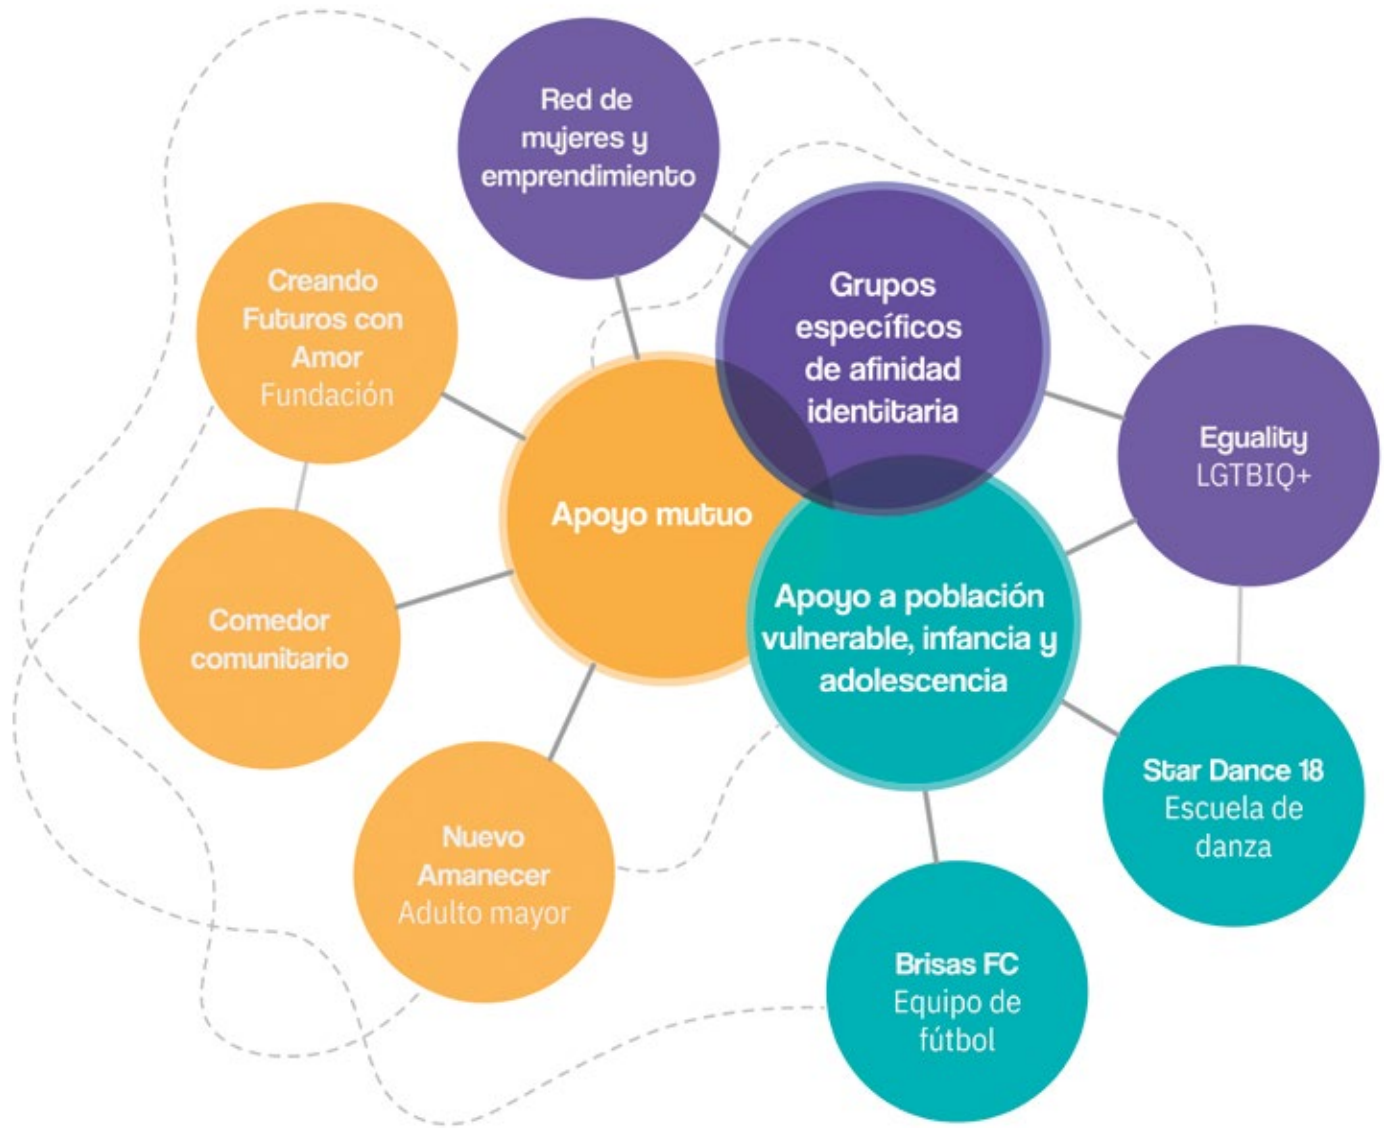 Red de
mujeres y
emprendimiento
Creando
Futuros con
Amor
Fundación
Grupos
específicos
de afinidad
identitaria
Eguality
LGTBIQ+
Apoyo mutuo
Apoyo a población
vulnerable, infancia y
adolescencia
Comedor
comunitario
Star Dance 18
Escuela de
danza
Nuevo
Amanecer
Adulto mayor
Brisas FC
Equipo de
fútbol